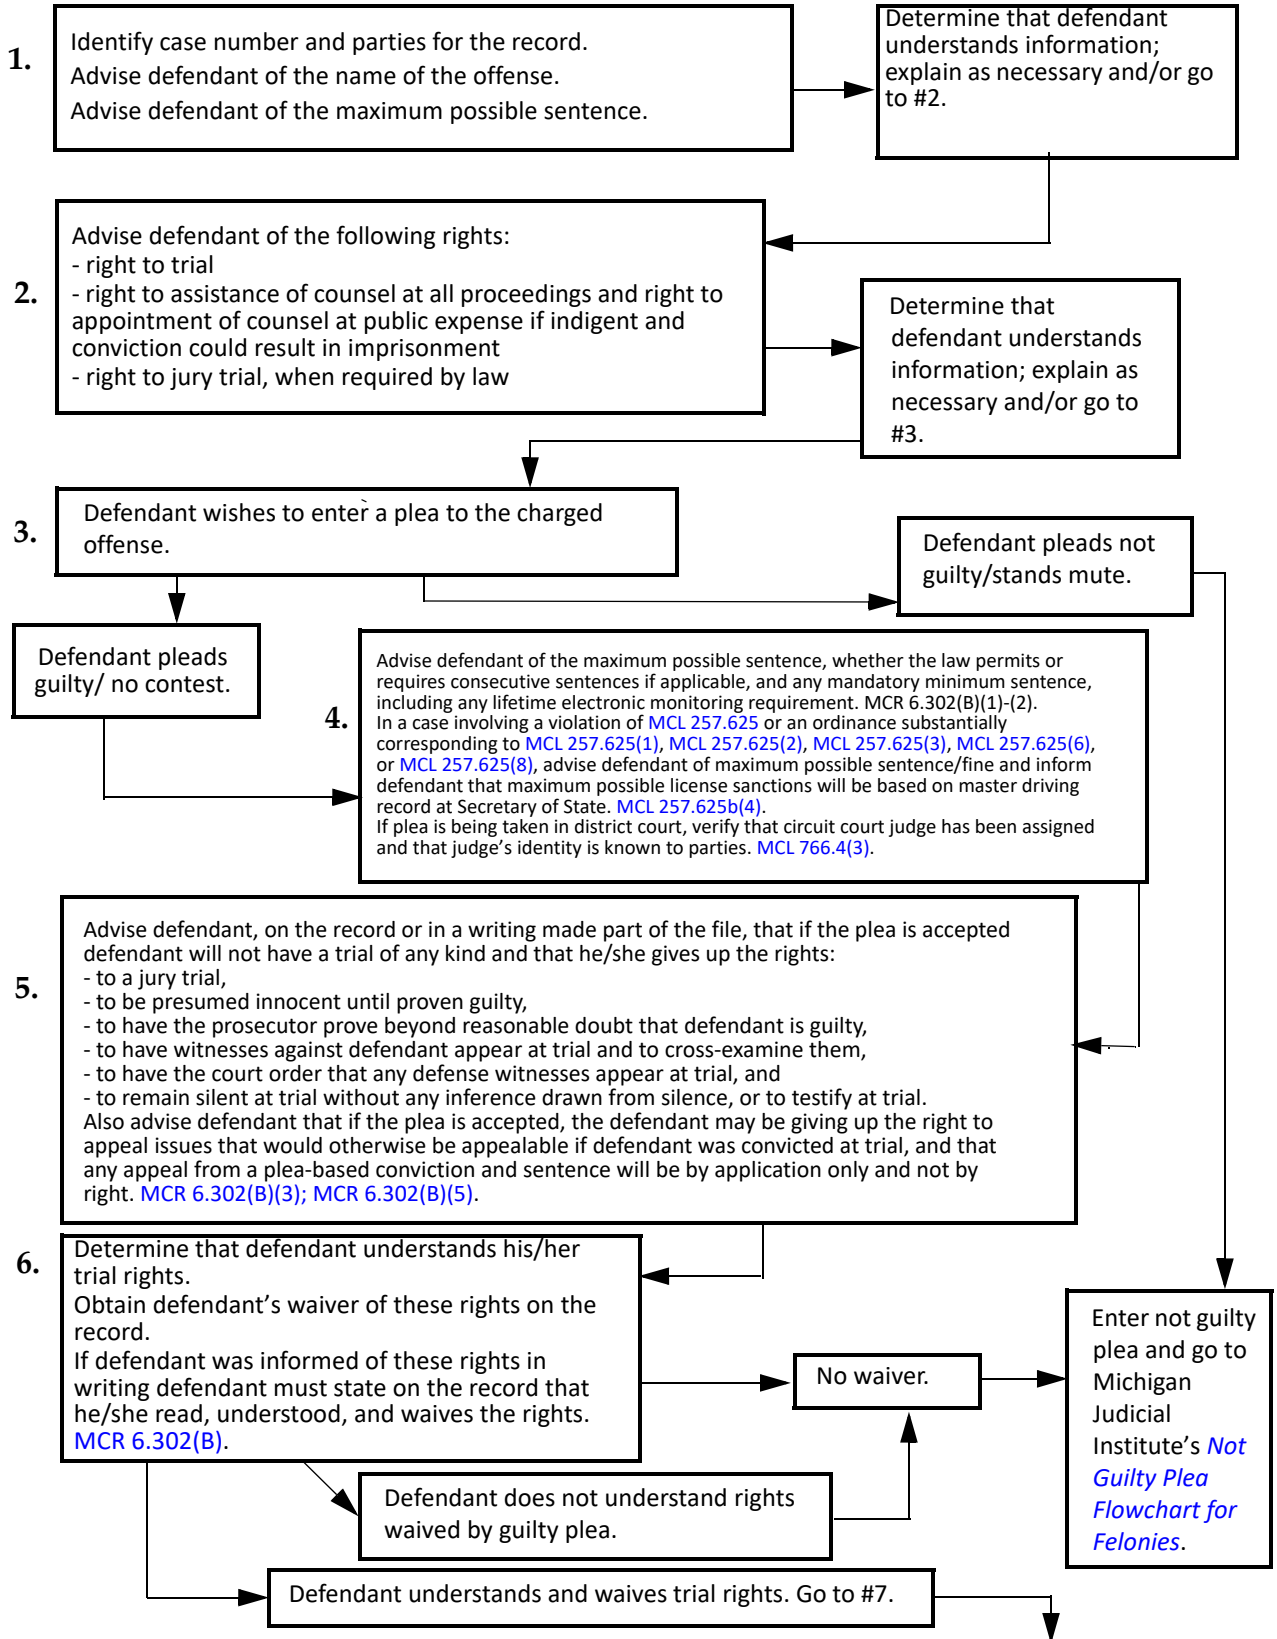 1.
Identify case number and parties for the record.
Advise defendant of the name of the offense.
Advise defendant of the maximum possible sentence.
Determine that defendant
understands information;
explain as necessary and/or go
to #2.
2.
Advise defendant of the following rights:
- right to trial
- right to assistance of counsel at all proceedings and right to
appointment of counsel at public expense if indigent and
conviction could result in imprisonment
- right to jury trial, when required by law
Determine that
defendant understands
information; explain as
necessary and/or go to
#3.
3.
Defendant wishes to enter a plea to the charged
offense.
Defendant pleads not
guilty/stands mute.
Defendant pleads
guilty/ no contest.
4.
Advise defendant of the maximum possible sentence, whether the law permits or
requires consecutive sentences if applicable, and any mandatory minimum sentence,
including any lifetime electronic monitoring requirement. MCR 6.302(B)(1)-(2).
In a case involving a violation of MCL 257.625 or an ordinance substantially
corresponding to MCL 257.625(1), MCL 257.625(2), MCL 257.625(3), MCL 257.625(6),
or MCL 257.625(8), advise defendant of maximum possible sentence/fine and inform
defendant that maximum possible license sanctions will be based on master driving
record at Secretary of State. MCL 257.625b(4).
If plea is being taken in district court, verify that circuit court judge has been assigned
and that judge’s identity is known to parties. MCL 766.4(3).
5.
Advise defendant, on the record or in a writing made part of the file, that if the plea is accepted
defendant will not have a trial of any kind and that he/she gives up the rights:
- to a jury trial,
- to be presumed innocent until proven guilty,
- to have the prosecutor prove beyond reasonable doubt that defendant is guilty,
- to have witnesses against defendant appear at trial and to cross-examine them,
- to have the court order that any defense witnesses appear at trial, and
- to remain silent at trial without any inference drawn from silence, or to testify at trial.
Also advise defendant that if the plea is accepted, the defendant may be giving up the right to
appeal issues that would otherwise be appealable if defendant was convicted at trial, and that
any appeal from a plea-based conviction and sentence will be by application only and not by
right. MCR 6.302(B)(3); MCR 6.302(B)(5).
6.
Determine that defendant understands his/her
trial rights.
Obtain defendant’s waiver of these rights on the
record.
If defendant was informed of these rights in
writing defendant must state on the record that
he/she read, understood, and waives the rights.
MCR 6.302(B).
No waiver.
Enter not guilty
plea and go to
Michigan
Judicial
Institute’s Not
Guilty Plea
Flowchart for
Felonies.
Defendant does not understand rights
waived by guilty plea.
Defendant understands and waives trial rights. Go to #7.